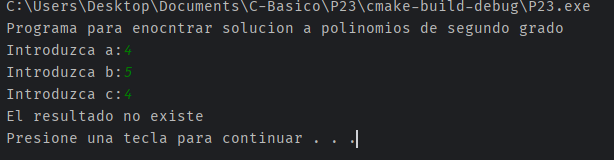 C:\Users\Desktop\Documents\C-Basico\P23\cmake-build-debug\P23.exe
Programa para enocntrar solucion a polinomios de segundo grado
Introduzca a:4
Introduzca b:5
Introduzca c:4
El resultado no existe
Presione una tecla para continuar . . .